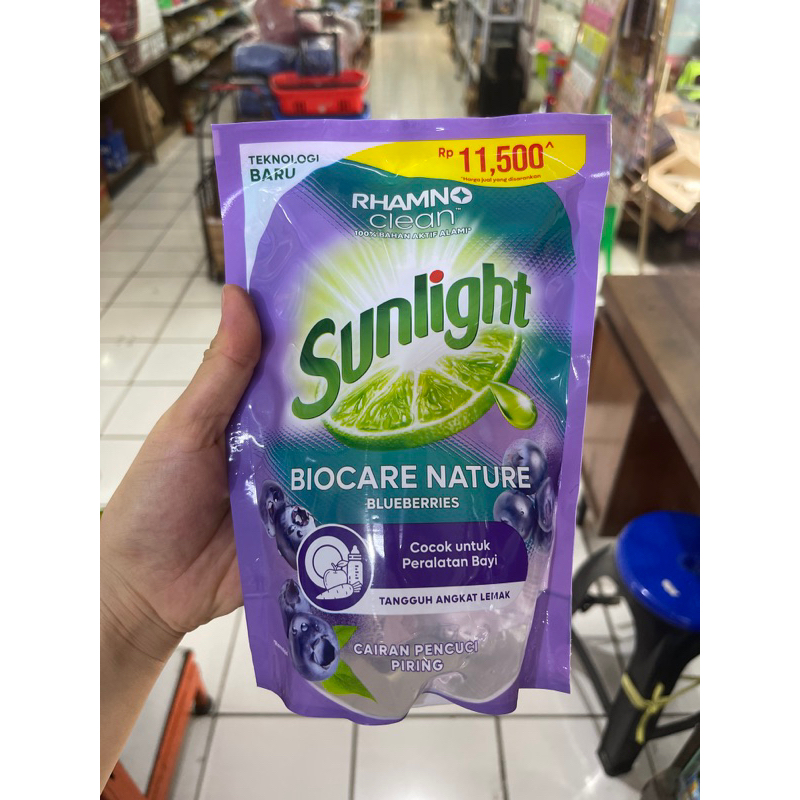 TEKNOLOGI
BARU
Rp 11,500^
*Harga jual yang disarankan
RHAMNO
clean™
100% BAHAN AKTIF ALAMI*
Sunlight
BIOCARE NATURE
BLUEBERRIES
Cocok untuk
Peralatan Bayi
TANGGUH ANGKAT LEMAK
CAIRAN PENCUCI
PIRING